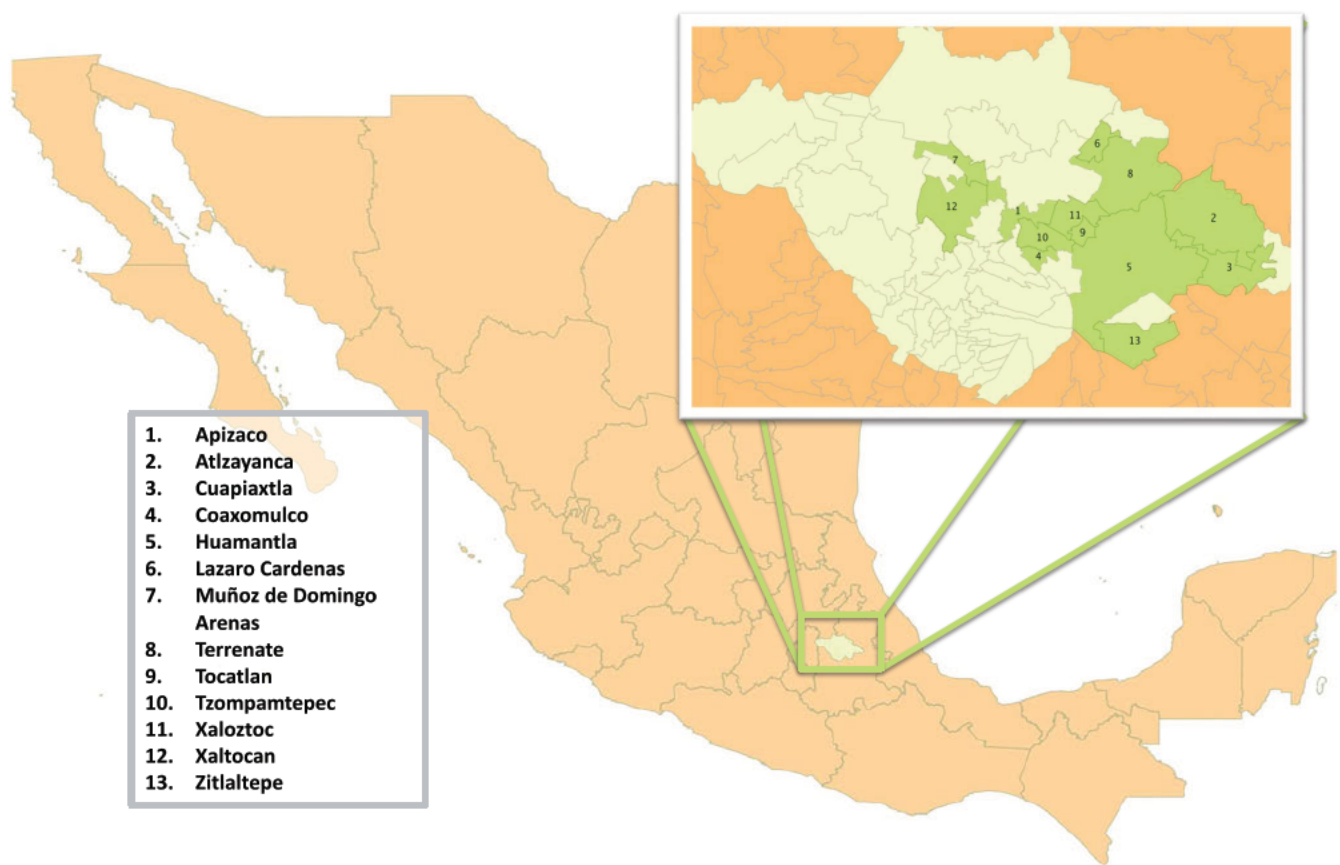 6
7
8
12
1
11
2
9
10
4
5
3
13
1. Apizaco
2. Atlzayanca
3. Cuapiaxtla
4. Coaxomulco
5. Huamantla
6. Lazaro Cardenas
7. Muñoz de Domingo
Arenas
8. Terrenate
9. Tocatlan
10. Tzompamtepec
11. Xaloztoc
12. Xaltocan
13. Zitlaltepe